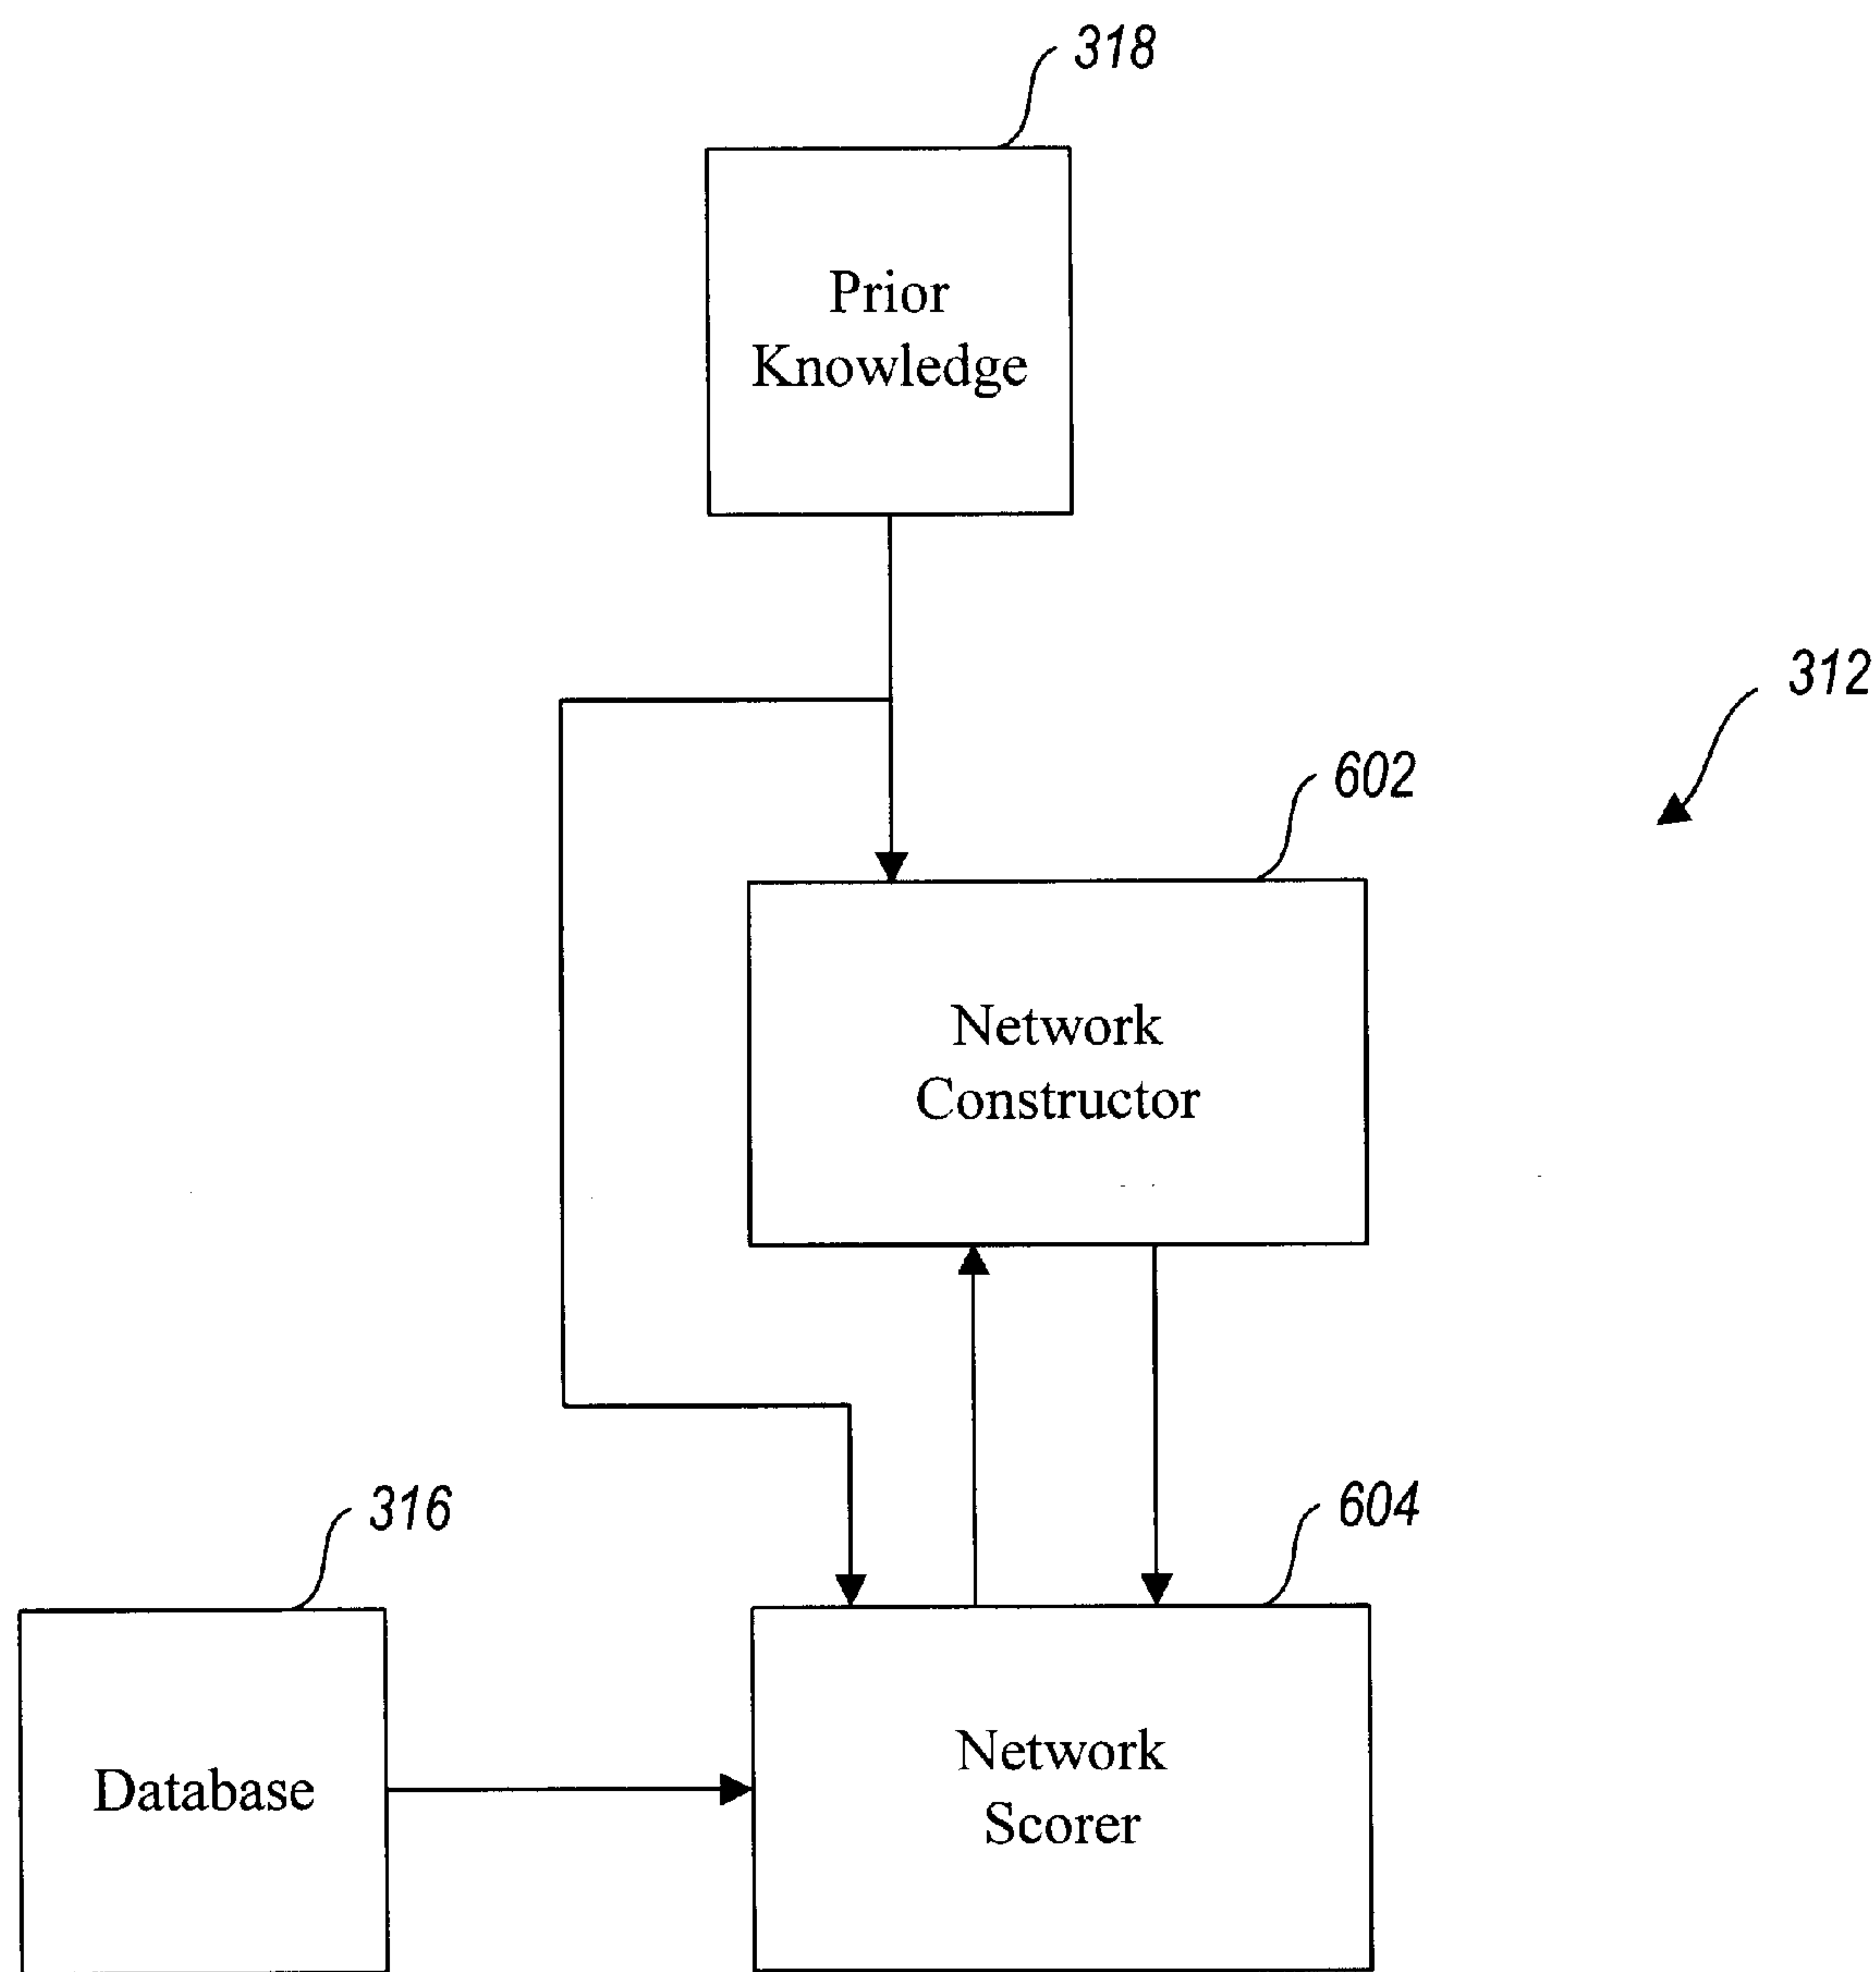 318
Prior
Knowledge
312
602
Network
Constructor
316
604
Database
Network
Scorer